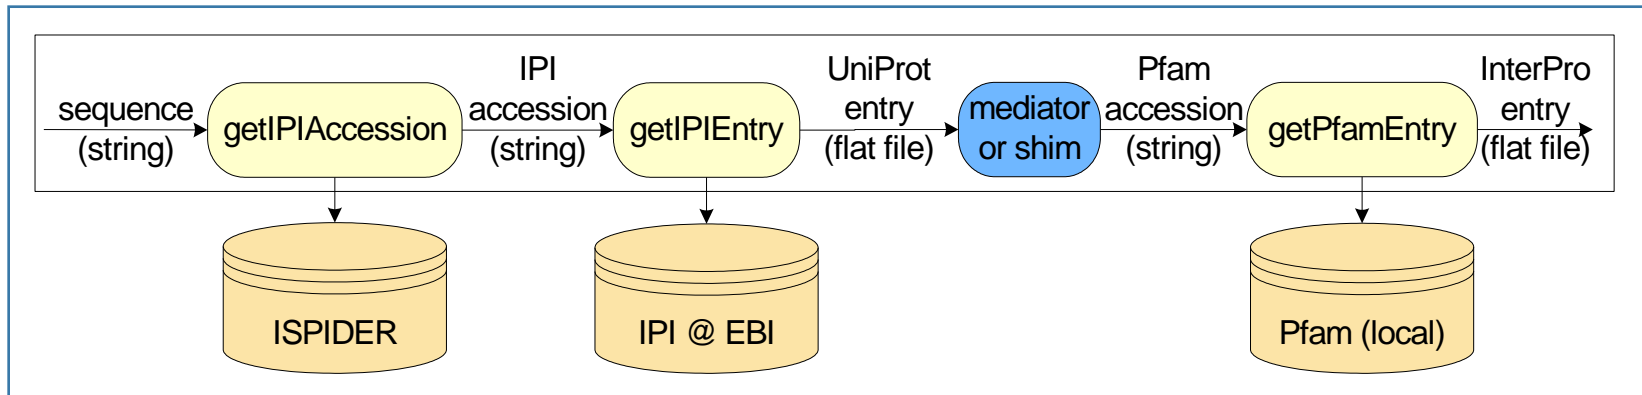 sequence
(string)
getIPIAccession
IPI
accession
(string)
getIPIEntry
UniProt
entry
(flat file)
mediator
or shim
Pfam
accession
(string)
getPfamEntry
InterPro
entry
(flat file)
ISPIDER
IPI @ EBI
Pfam (local)